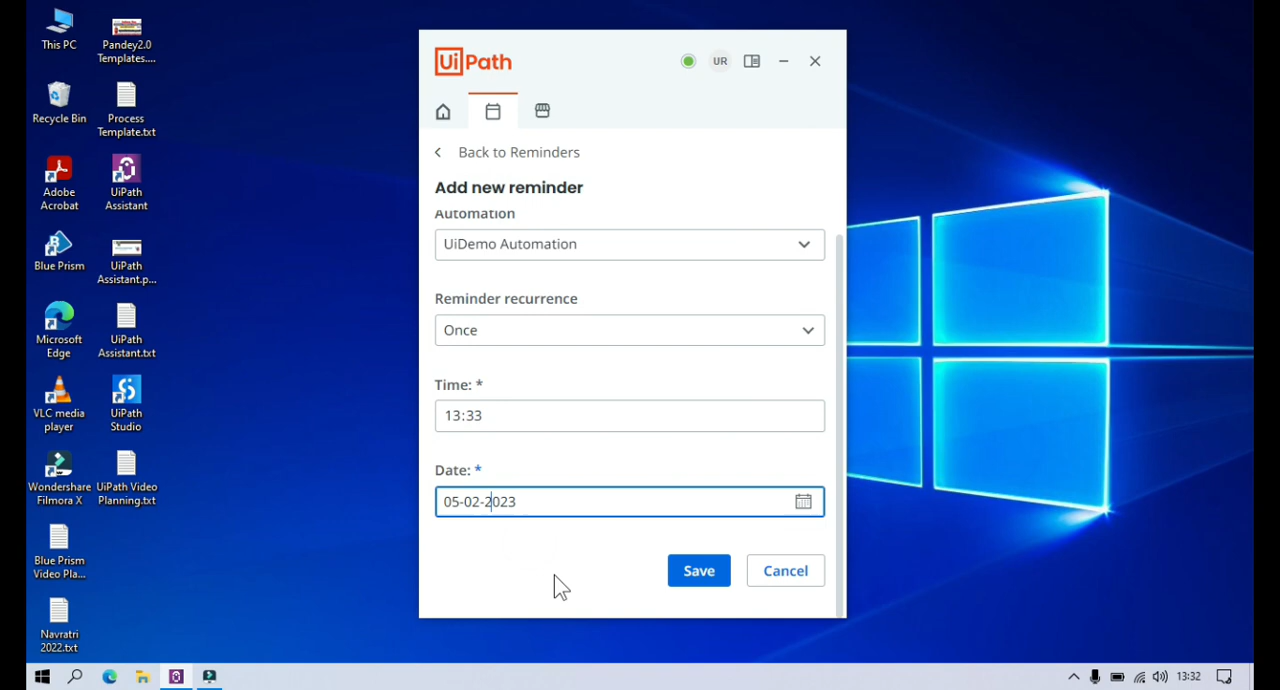 This PC
Pandey2.0
Templates....
Recycle Bin
Process
Template.txt
Adobe
Acrobat
UiPath
Assistant
Blue Prism
UiPath
Assistant.p...
Microsoft
Edge
UiPath
Assistant.txt
VLC media
player
UiPath
Studio
Wondershare
Filmora X
UiPath Video
Planning.txt
Blue Prism
Video Pla...
Navratri
2022.txt
UiPath
UR
Back to Reminders
Add new reminder
Automation
UiDemo Automation
Reminder recurrence
Once
Time: *
13:33
Date: *
05-02-2023
Save
Cancel
13:32